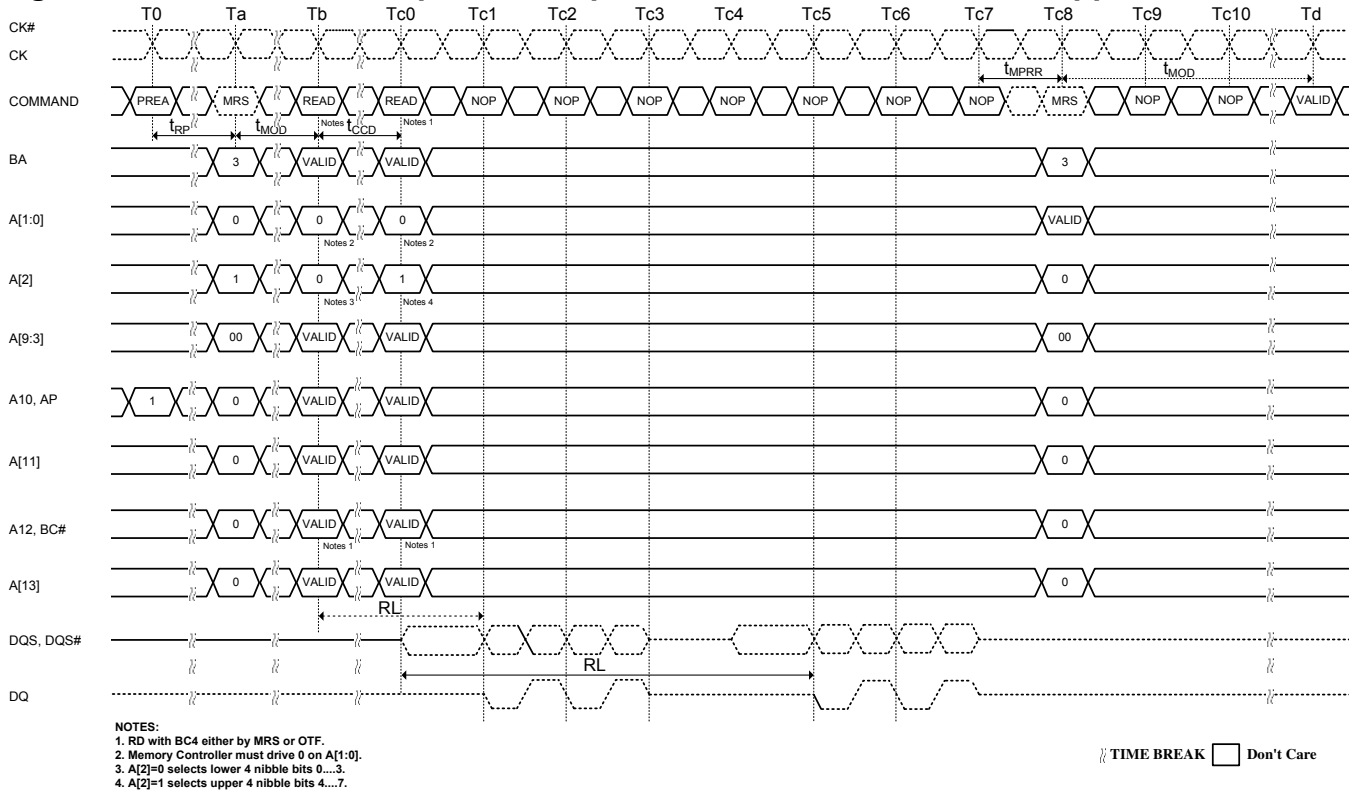 T0 Ta Tb Tc0 Tc1 Tc2 Tc3 Tc4 Tc5 Tc6 Tc7 Tc8 Tc9 Tc10 Td
CK#
CK
tMPRR tMOD
COMMAND PREA MRS READ READ NOP NOP NOP NOP NOP NOP NOP MRS NOP NOP VALID
Notes 1
tRP tMOD tCCD
BA 3 VALID VALID 3
A[1:0] 0 0 0 VALID
Notes 2 Notes 2
A[2] 1 0 1 0
Notes 3 Notes 4
A[9:3] 00 VALID VALID 00
A10, AP 1 0 VALID VALID 0
A[11] 0 VALID VALID 0
A12, BC# 0 VALID VALID 0
Notes 1 Notes 1
A[13] 0 VALID VALID 0
RL
DQS, DQS#
RL
DQ
NOTES:
1. RD with BC4 either by MRS or OTF.
2. Memory Controller must drive 0 on A[1:0].
3. A[2]=0 selects lower 4 nibble bits 0....3.
4. A[2]=1 selects upper 4 nibble bits 4....7.
TIME BREAK Don't Care